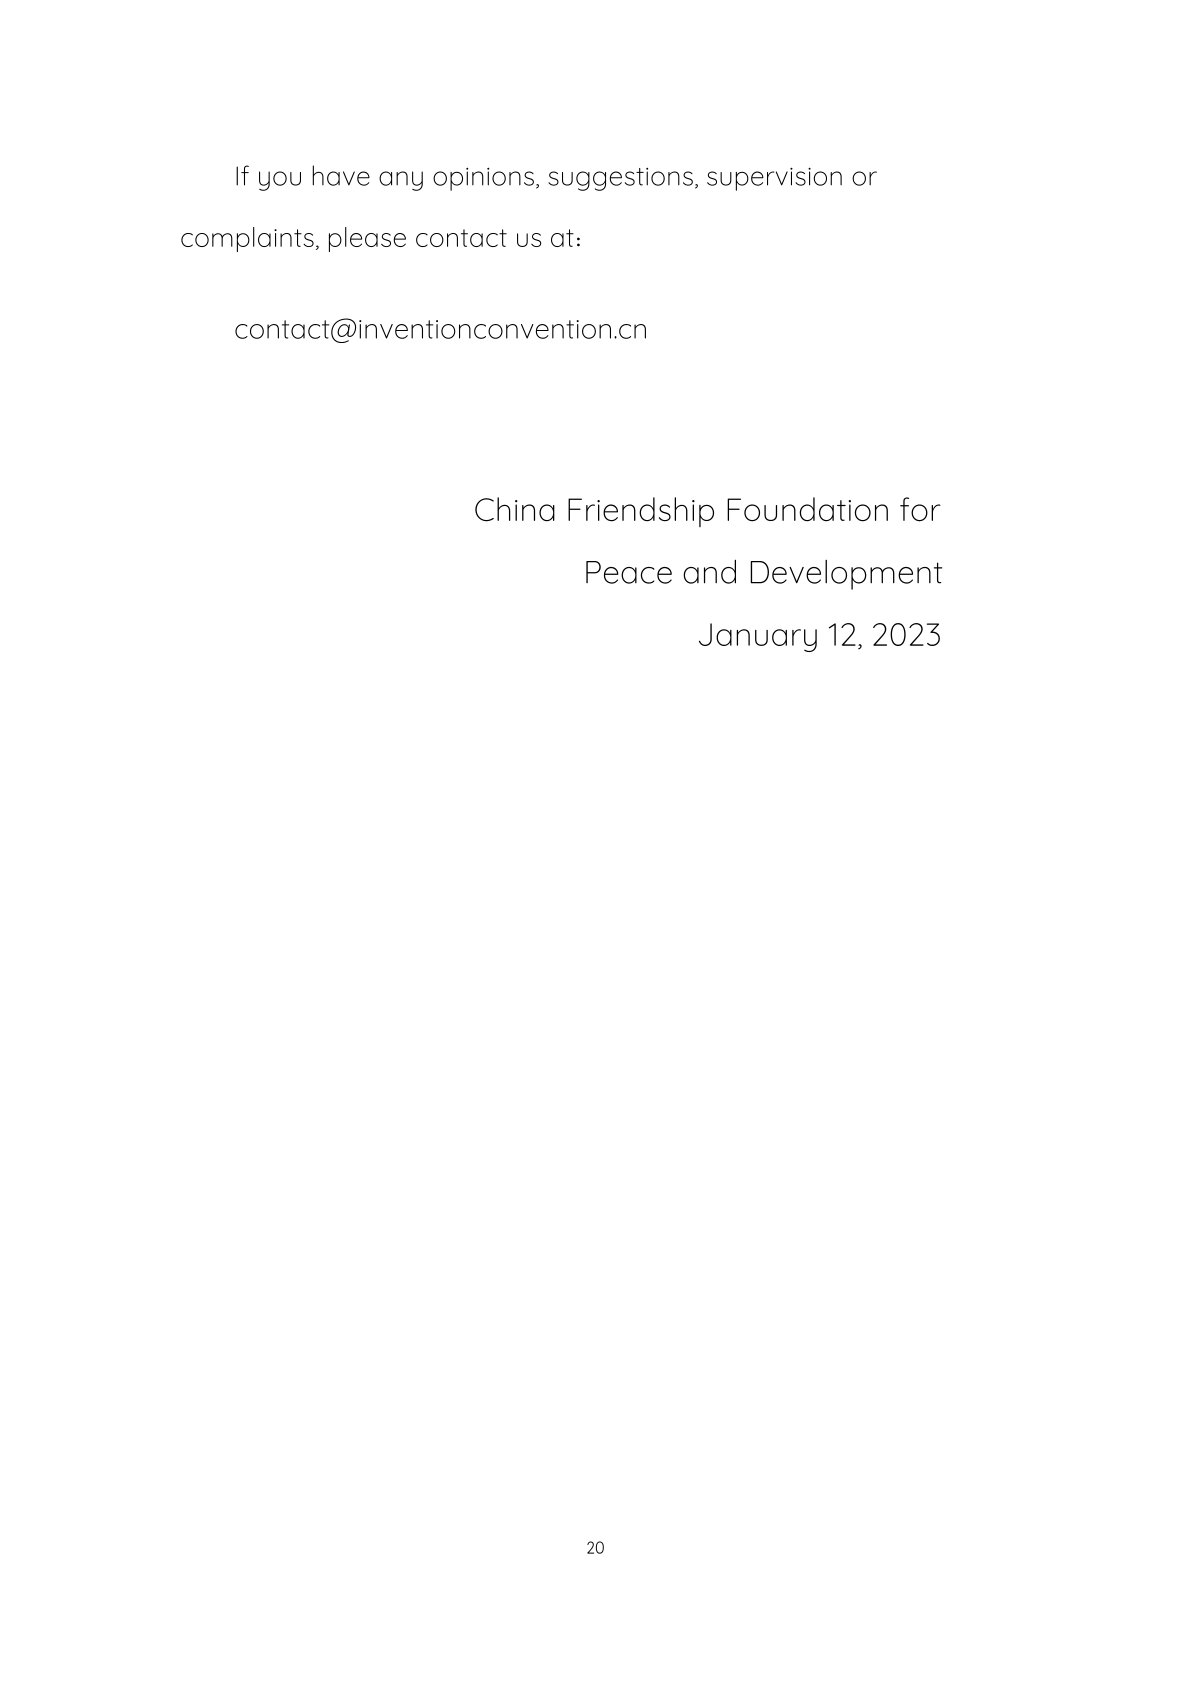 If you have any opinions, suggestions, supervision or
complaints, please contact us at:
contact@inventionconvention.cn
China Friendship Foundation for
Peace and Development
January 12, 2023
20